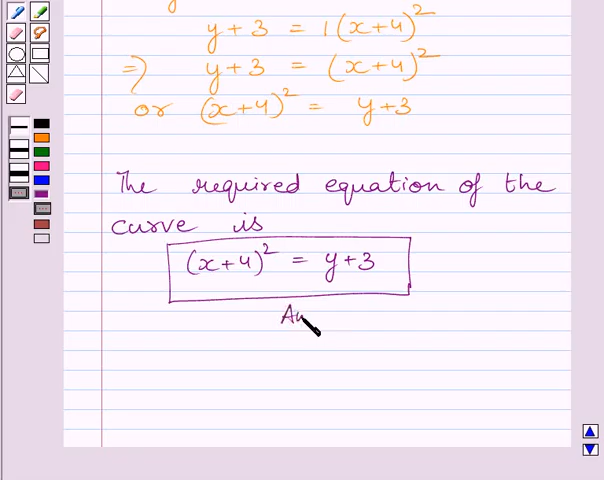 y + 3 = 1(x+4)²
=) y + 3 = (x+4)²
or (x+4)² = y+3
The required equation of the
curve is
(x+4)² = y+3